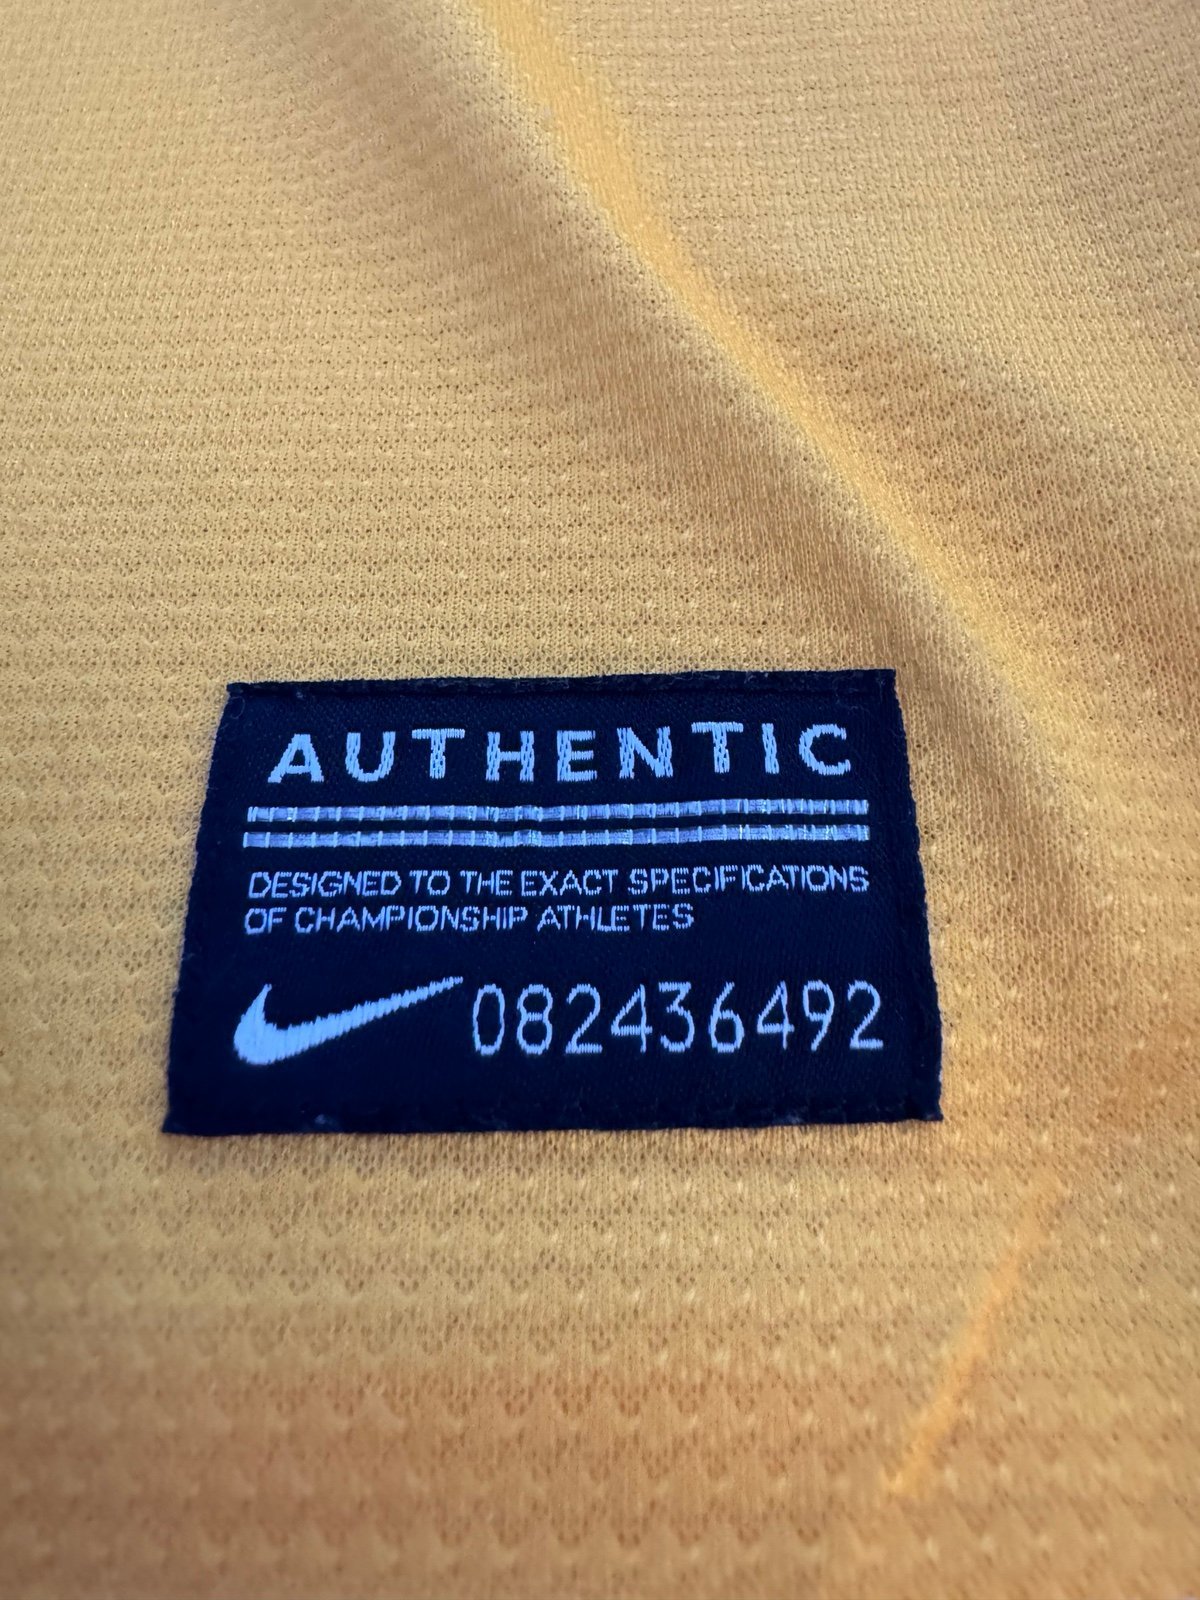 AUTHENTIC
DESIGNED TO THE EXACT SPECIFICATIONS
OF CHAMPIONSHIP ATHLETES
082436492